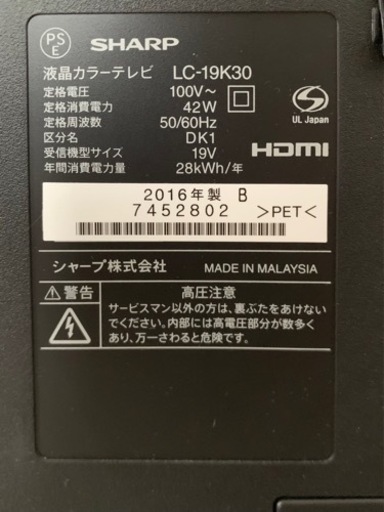 PS
E
SHARP
液晶カラーテレビ LC-19K30
定格電圧 100V～
定格消費電力 42W
定格周波数 50/60Hz
区分名 DK1
受信機型サイズ 19V
年間消費電力量 28kWh/年
S
UL Japan
HDMI
2016年製 B
7452802 >PET<
シャープ株式会社 MADE IN MALAYSIA
警告 高圧注意
サービスマン以外の方は、裏ぶたをあけない
でください。内部には高電圧部分が数多く
あり、万一さわると危険です。